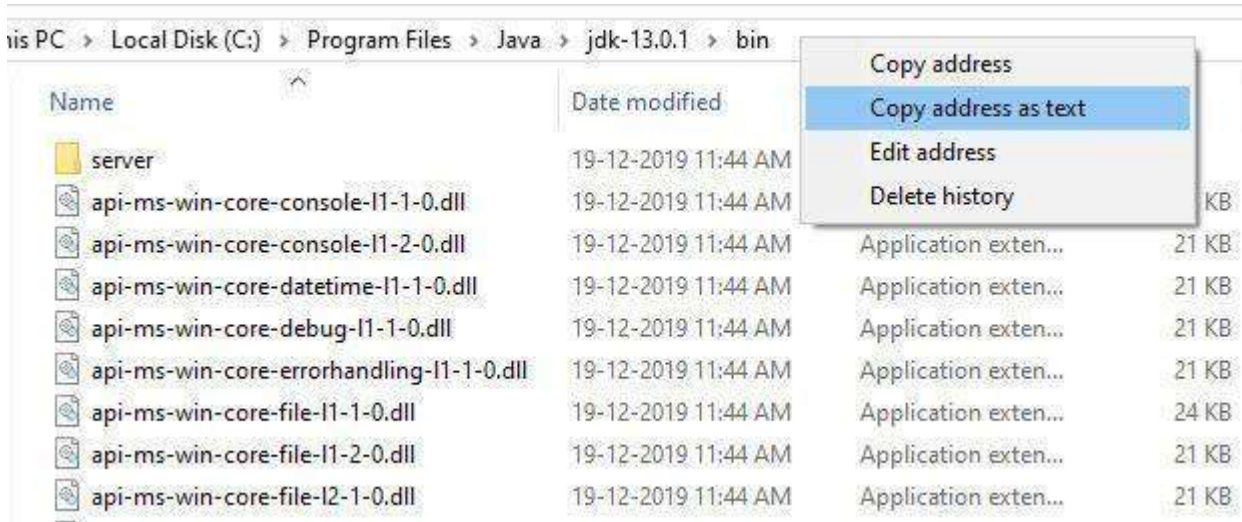 his PC > Local Disk (C:) > Program Files > Java > jdk-13.0.1 > bin
Copy address
Copy address as text
Edit address
Delete history
Name Date modified
server 19-12-2019 11:44 AM
api-ms-win-core-console-l1-1-0.dll 19-12-2019 11:44 AM KB
api-ms-win-core-console-l1-2-0.dll 19-12-2019 11:44 AM Application exten... 21 KB
api-ms-win-core-datetime-l1-1-0.dll 19-12-2019 11:44 AM Application exten... 21 KB
api-ms-win-core-debug-l1-1-0.dll 19-12-2019 11:44 AM Application exten... 21 KB
api-ms-win-core-errorhandling-l1-1-0.dll 19-12-2019 11:44 AM Application exten... 21 KB
api-ms-win-core-file-l1-1-0.dll 19-12-2019 11:44 AM Application exten... 24 KB
api-ms-win-core-file-l1-2-0.dll 19-12-2019 11:44 AM Application exten... 21 KB
api-ms-win-core-file-l2-1-0.dll 19-12-2019 11:44 AM Application exten... 21 KB